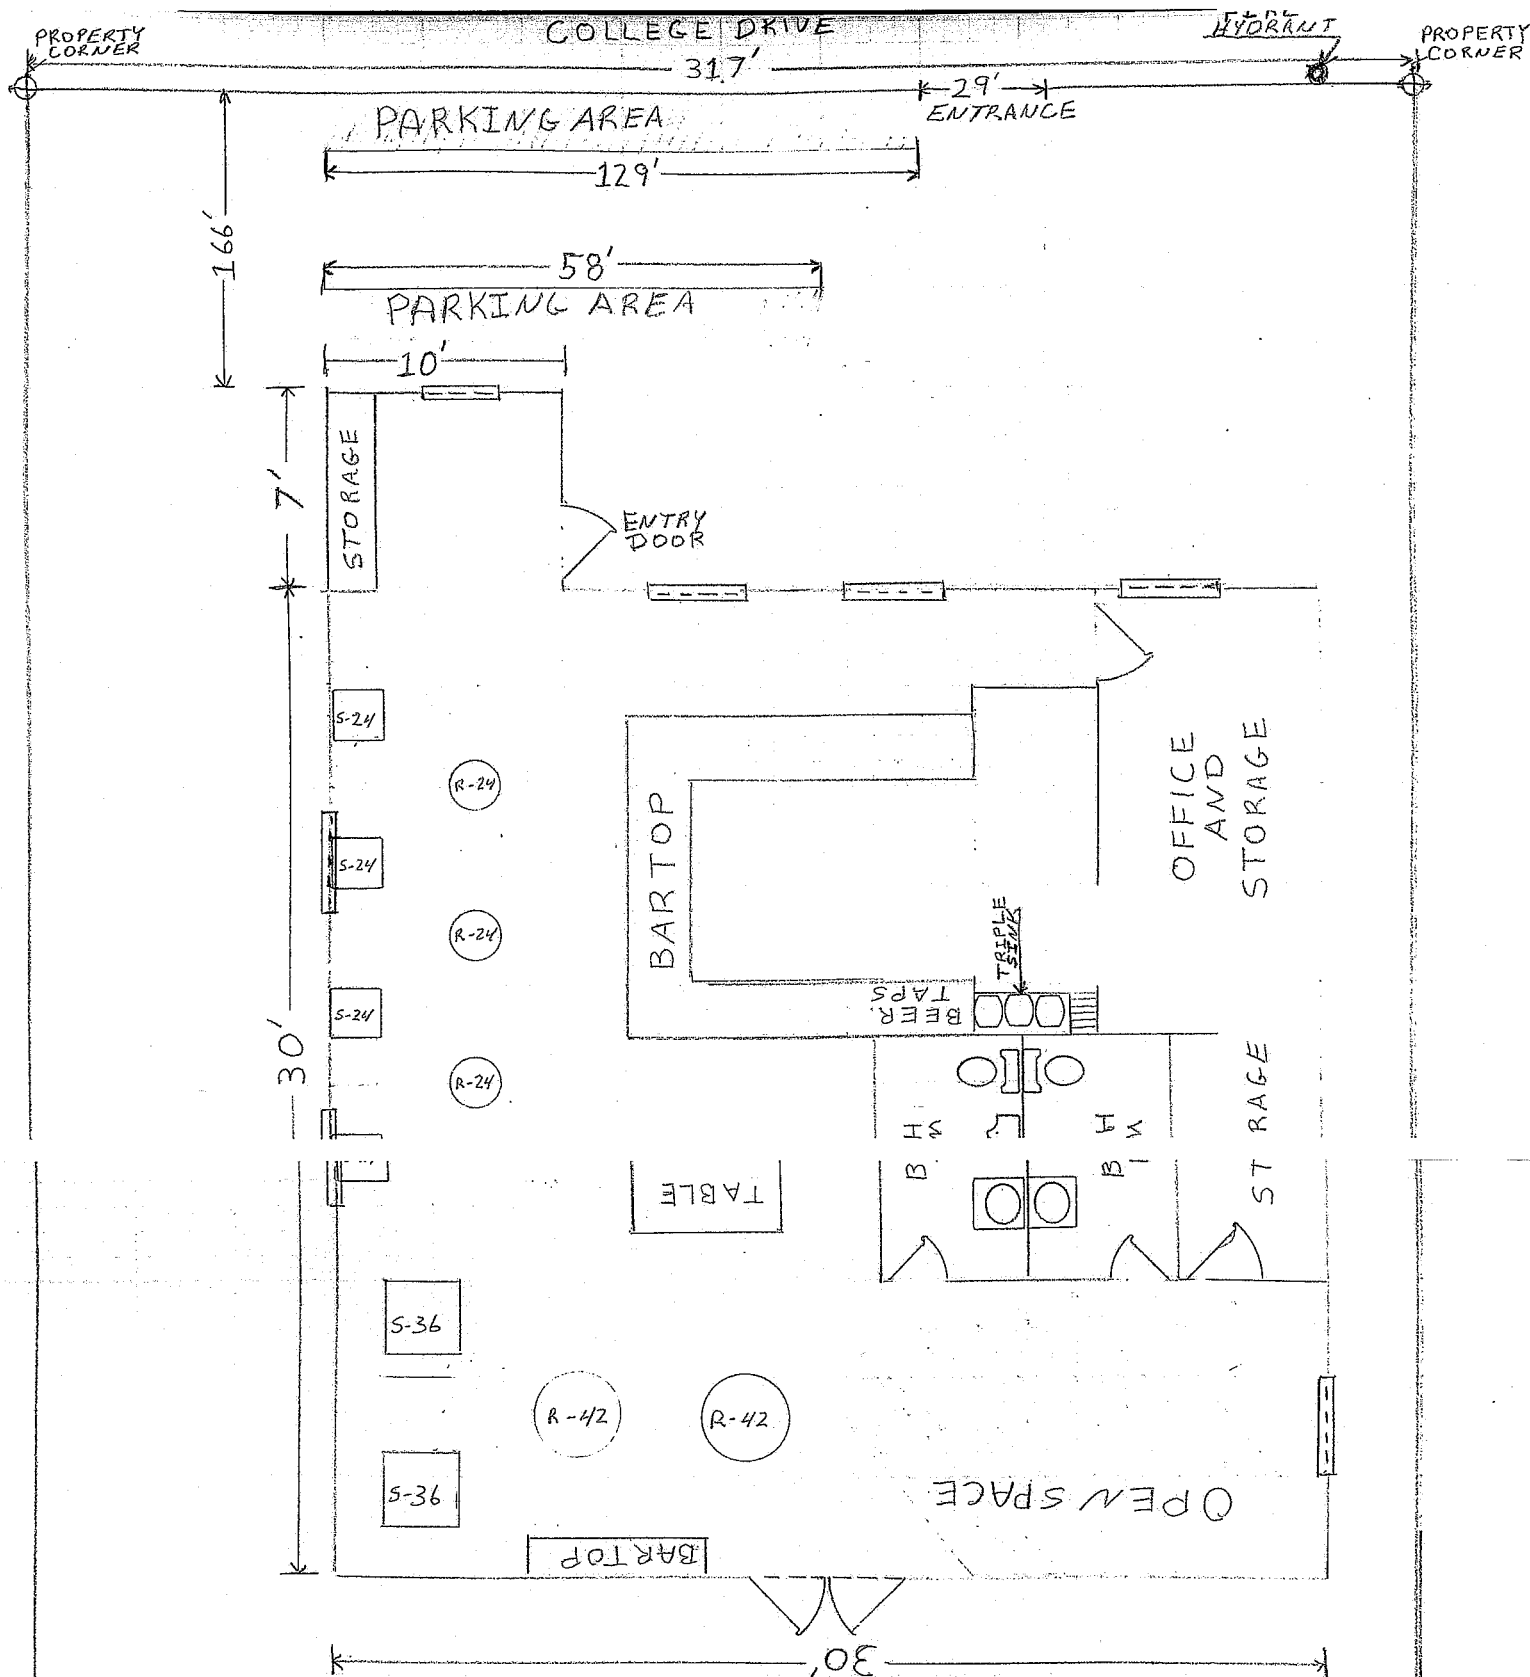 COLLEGE DRIVE
HYDRANT
PROPERTY
CORNER
PROPERTY
CORNER
317'
29'
ENTRANCE
PARKING AREA
129'
166'
58'
PARKING AREA
10'
7'
STORAGE
ENTRY
DOOR
S-24
R-24
S-24
R-24
S-24
R-24
30'
BARTOP
OFFICE
AND
STORAGE
TRIPLE
SINK
BEER
TAPS
TABLE
S-36
R-42
R-42
S-36
OPEN SPACE
BARTOP
30'